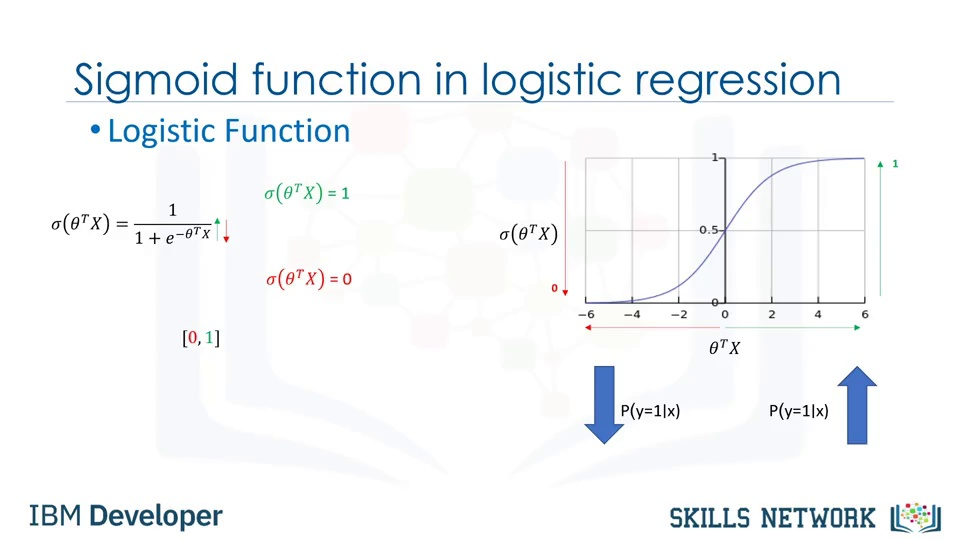 Sigmoid function in logistic regression
• Logistic Function
σ(θᵀX) = 1
σ(θᵀX) = 1 / (1 + e^(−θᵀX))
σ(θᵀX) = 0
[0, 1]
1
1
σ(θᵀX)
0.5
0
0
−6 −4 −2 0 2 4 6
θᵀX
P(y=1|x)
P(y=1|x)
IBM Developer
SKILLS NETWORK